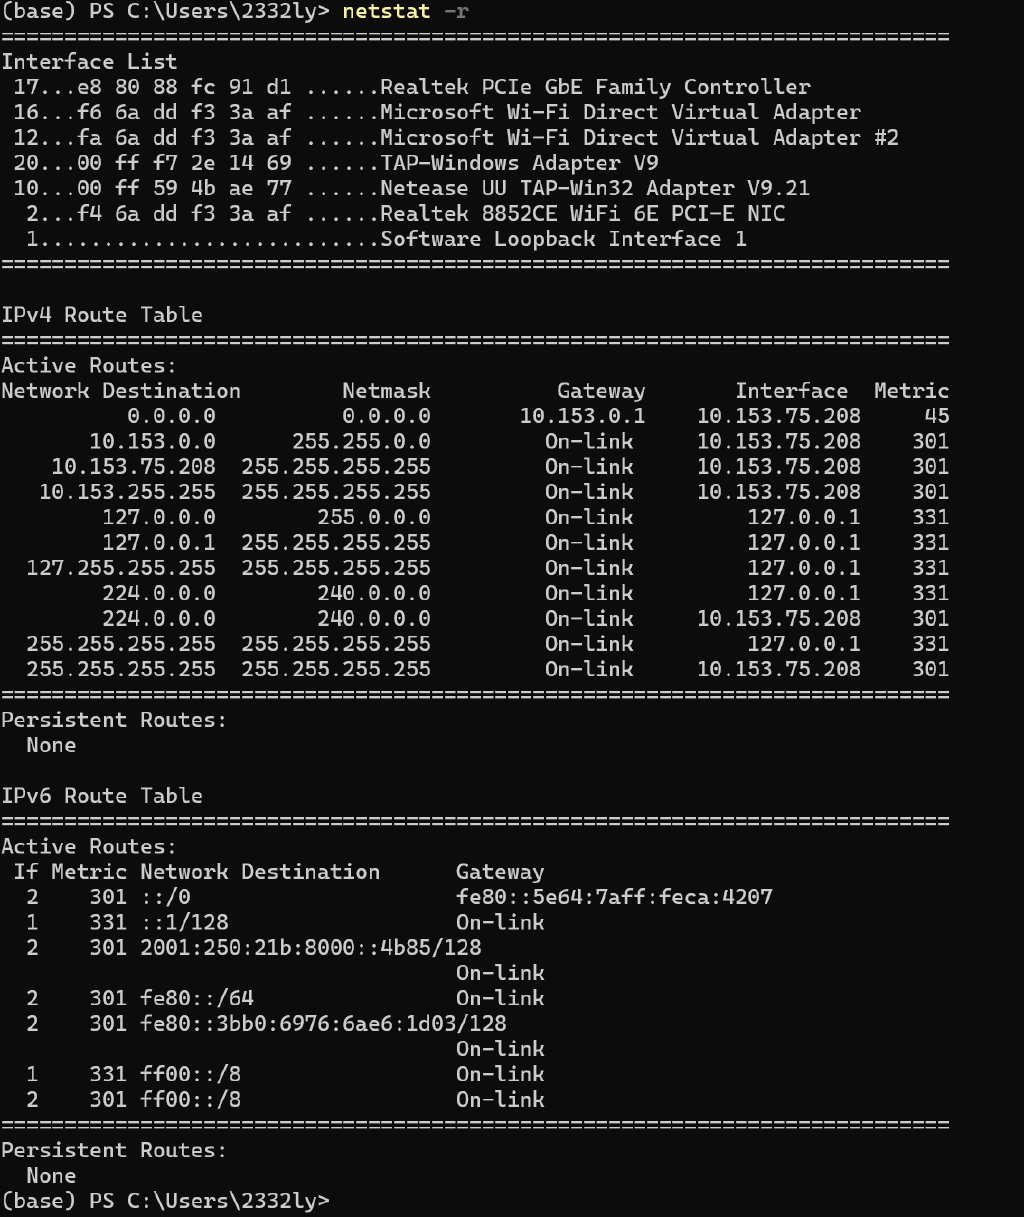 (base) PS C:\Users\2332ly> netstat -r
===========================================================================
Interface List
 17...e8 80 88 fc 91 d1 ......Realtek PCIe GbE Family Controller
 16...f6 6a dd f3 3a af ......Microsoft Wi-Fi Direct Virtual Adapter
 12...fa 6a dd f3 3a af ......Microsoft Wi-Fi Direct Virtual Adapter #2
 20...00 ff f7 2e 14 69 ......TAP-Windows Adapter V9
 10...00 ff 59 4b ae 77 ......Netease UU TAP-Win32 Adapter V9.21
  2...f4 6a dd f3 3a af ......Realtek 8852CE WiFi 6E PCI-E NIC
  1...........................Software Loopback Interface 1
===========================================================================

IPv4 Route Table
===========================================================================
Active Routes:
Network Destination        Netmask          Gateway       Interface  Metric
          0.0.0.0          0.0.0.0       10.153.0.1    10.153.75.208     45
       10.153.0.0      255.255.0.0         On-link     10.153.75.208    301
    10.153.75.208  255.255.255.255         On-link     10.153.75.208    301
   10.153.255.255  255.255.255.255         On-link     10.153.75.208    301
        127.0.0.0        255.0.0.0         On-link         127.0.0.1    331
        127.0.0.1  255.255.255.255         On-link         127.0.0.1    331
  127.255.255.255  255.255.255.255         On-link         127.0.0.1    331
        224.0.0.0        240.0.0.0         On-link         127.0.0.1    331
        224.0.0.0        240.0.0.0         On-link     10.153.75.208    301
  255.255.255.255  255.255.255.255         On-link         127.0.0.1    331
  255.255.255.255  255.255.255.255         On-link     10.153.75.208    301
===========================================================================
Persistent Routes:
  None

IPv6 Route Table
===========================================================================
Active Routes:
 If Metric Network Destination      Gateway
  2    301 ::/0                     fe80::5e64:7aff:feca:4207
  1    331 ::1/128                  On-link
  2    301 2001:250:21b:8000::4b85/128
                                    On-link
  2    301 fe80::/64                On-link
  2    301 fe80::3bb0:6976:6ae6:1d03/128
                                    On-link
  1    331 ff00::/8                 On-link
  2    301 ff00::/8                 On-link
===========================================================================
Persistent Routes:
  None
(base) PS C:\Users\2332ly>